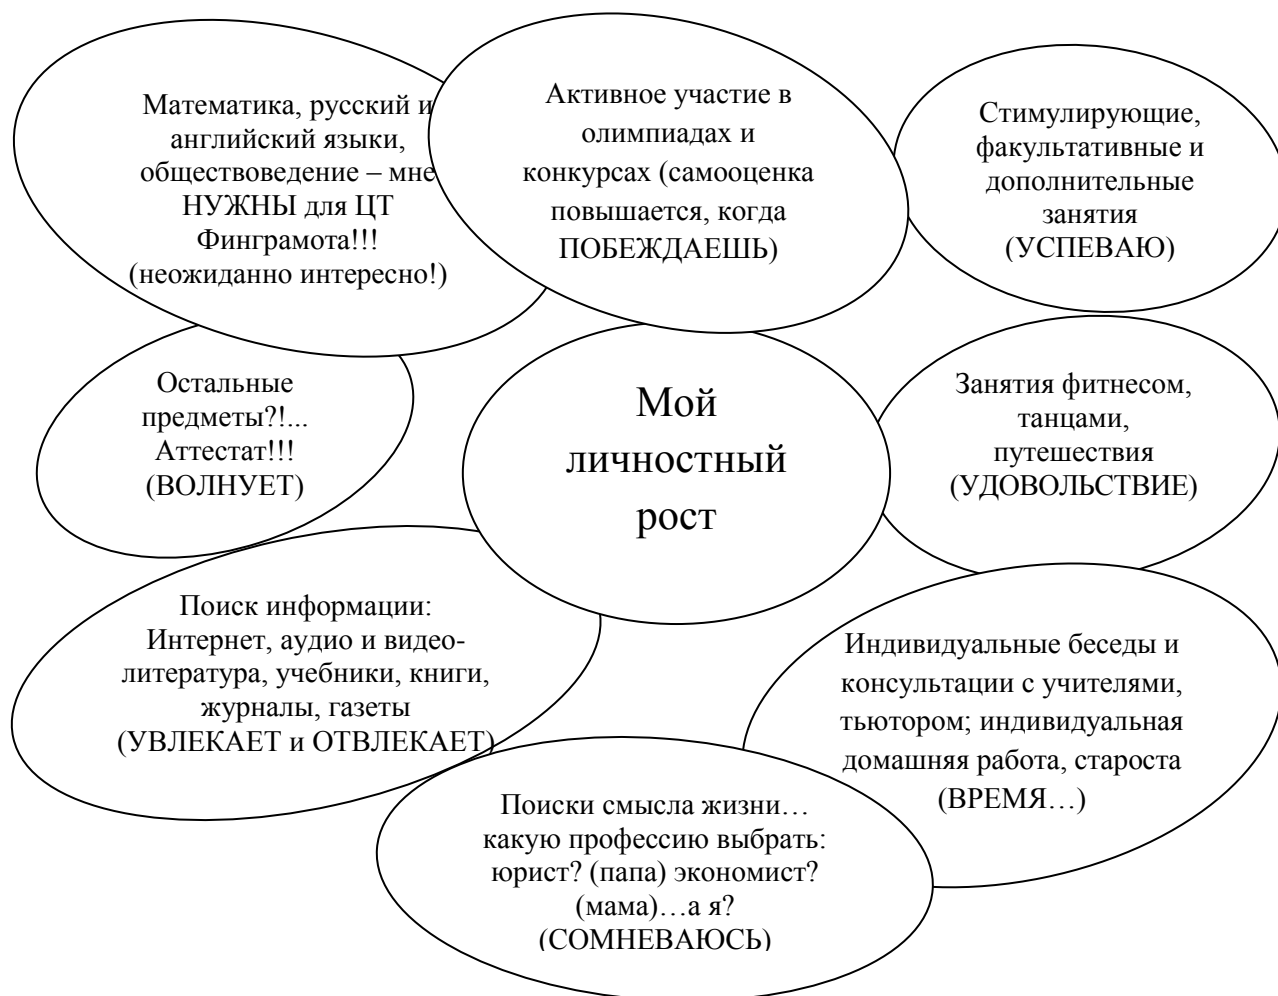 Математика, русский и
английский языки,
обществоведение – мне
НУЖНЫ для ЦТ
Финграмота!!!
(неожиданно интересно!)
Активное участие в
олимпиадах и
конкурсах (самооценка
повышается, когда
ПОБЕЖДАЕШЬ)
Стимулирующие,
факультативные и
дополнительные
занятия
(УСПЕВАЮ)
Остальные
предметы?!...
Аттестат!!!
(ВОЛНУЕТ)
Мой
личностный
рост
Занятия фитнесом,
танцами,
путешествия
(УДОВОЛЬСТВИЕ)
Поиск информации:
Интернет, аудио и видео-
литература, учебники, книги,
журналы, газеты
(УВЛЕКАЕТ и ОТВЛЕКАЕТ)
Индивидуальные беседы и
консультации с учителями,
тьютором; индивидуальная
домашняя работа, староста
(ВРЕМЯ…)
Поиски смысла жизни…
какую профессию выбрать:
юрист? (папа) экономист?
(мама)…а я?
(СОМНЕВАЮСЬ)